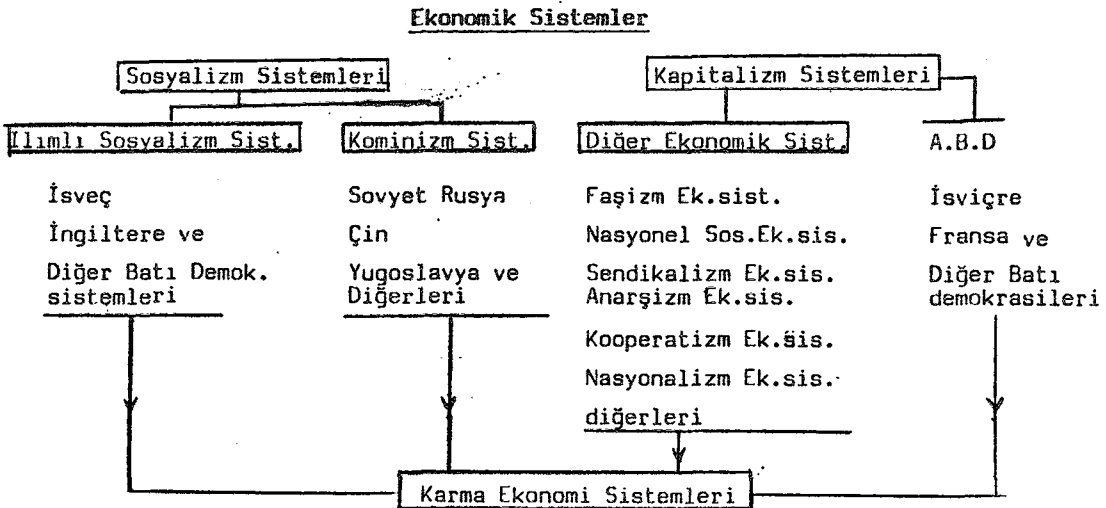 Ekonomik Sistemler
Sosyalizm Sistemleri
Kapitalizm Sistemleri
Ilımlı Sosyalizm Sist.
Kominizm Sist.
Diğer Ekonomik Sist.
A.B.D
İsveç
İngiltere ve
Diğer Batı Demok.
sistemleri
Sovyet Rusya
Çin
Yugoslavya ve
Diğerleri
Faşizm Ek.sist.
Nasyonel Sos.Ek.sis.
Sendikalizm Ek.sis.
Anarşizm Ek.sis.
Kooperatizm Ek.sis.
Nasyonalizm Ek.sis.
diğerleri
İsviçre
Fransa ve
Diğer Batı
demokrasileri
Karma Ekonomi Sistemleri